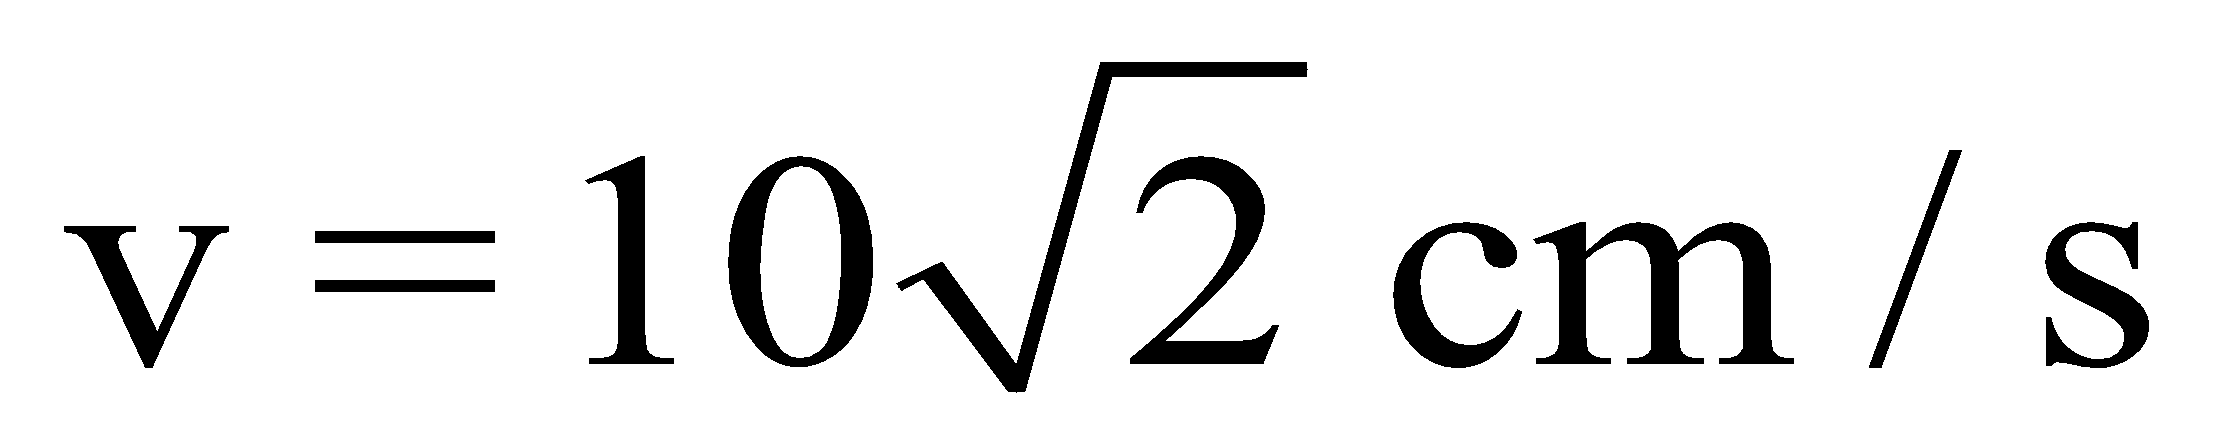 v = 10√2 cm / s